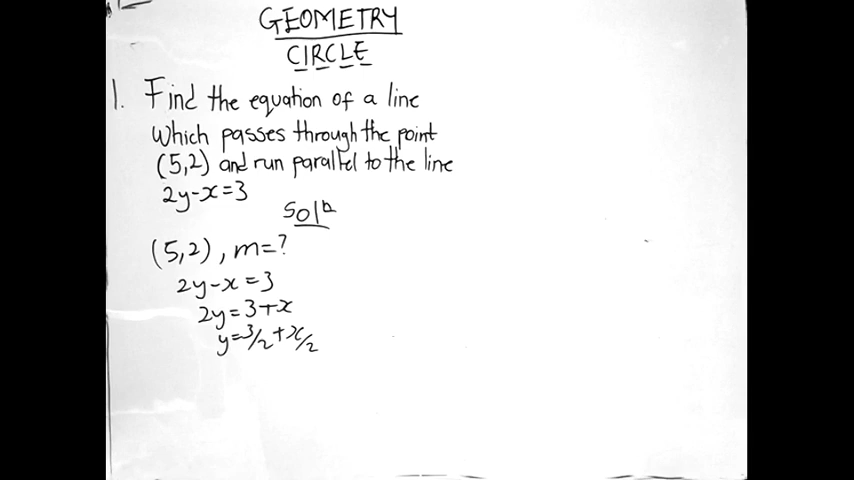 GEOMETRY
CIRCLE
1. Find the equation of a line
which passes through the point
(5,2) and run parallel to the line
2y-x=3
Soln
(5,2), m=?
2y-x=3
2y=3+x
y=3/2+x/2